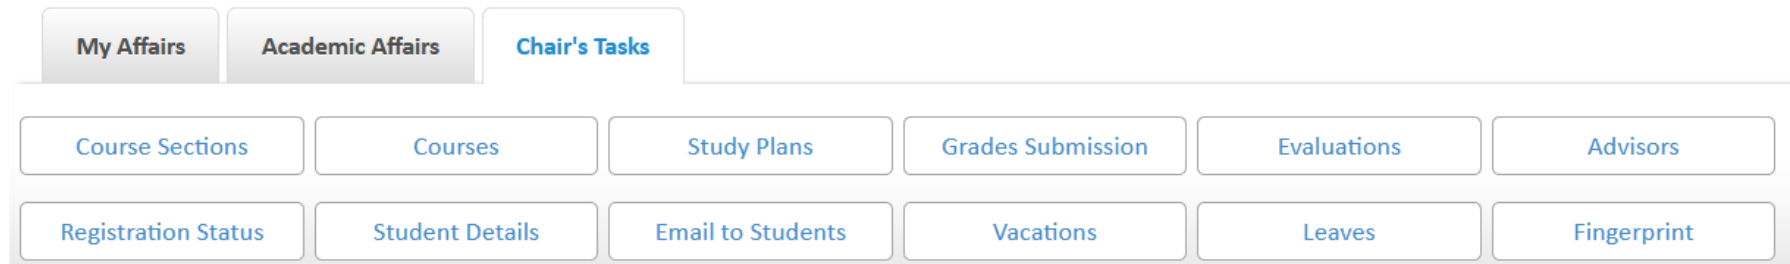 My Affairs Academic Affairs Chair's Tasks
Course Sections Courses Study Plans Grades Submission Evaluations Advisors
Registration Status Student Details Email to Students Vacations Leaves Fingerprint